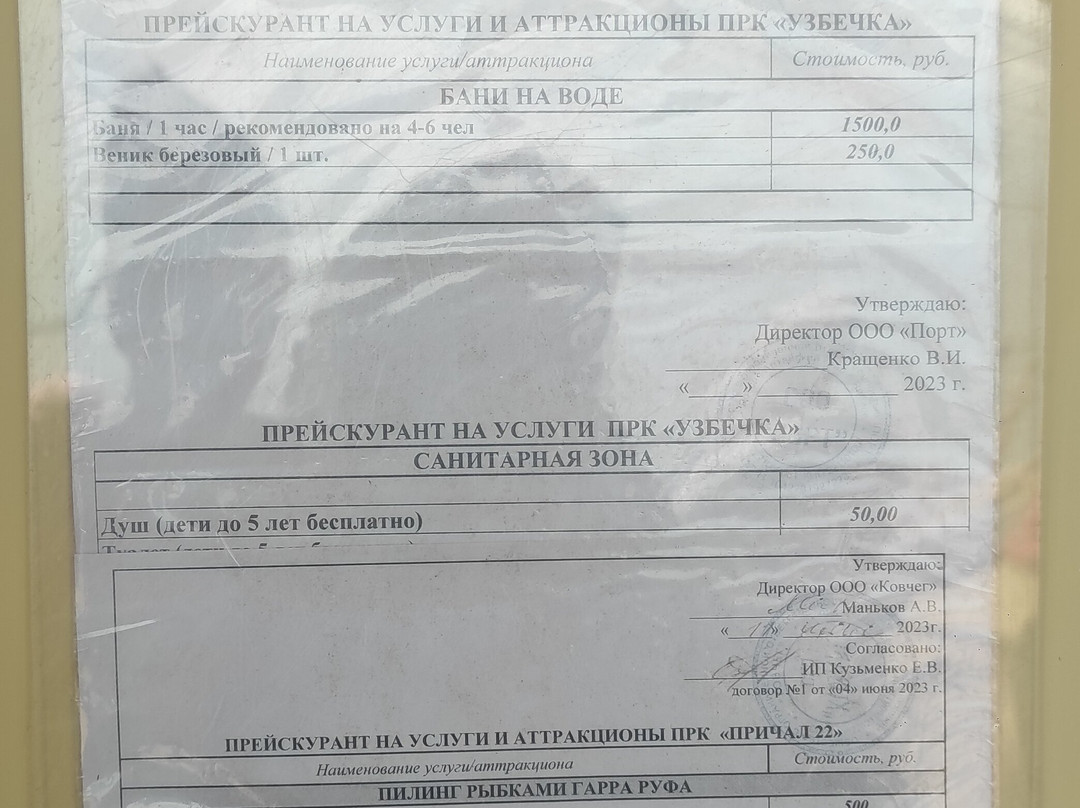 ПРЕЙСКУРАНТ НА УСЛУГИ И АТТРАКЦИОНЫ ПРК «УЗБЕЧКА»
Наименование услуги/аттракциона Стоимость, руб.
БАНИ НА ВОДЕ
Баня / 1 час / рекомендовано на 4-6 чел 1500,0
Веник березовый / 1 шт. 250,0
Утверждаю:
Директор ООО «Порт»
Кращенко В.И.
« » 2023 г.
ПРЕЙСКУРАНТ НА УСЛУГИ ПРК «УЗБЕЧКА»
САНИТАРНАЯ ЗОНА
Душ (дети до 5 лет бесплатно) 50,00
Утверждаю:
Директор ООО «Ковчег»
Маньков А.В.
« » 2023г.
Согласовано:
ИП Кузьменко Е.В.
договор №1 от «04» июня 2023 г.
ПРЕЙСКУРАНТ НА УСЛУГИ И АТТРАКЦИОНЫ ПРК «ПРИЧАЛ 22»
Наименование услуги/аттракциона Стоимость, руб.
ПИЛИНГ РЫБКАМИ ГАРРА РУФА
500